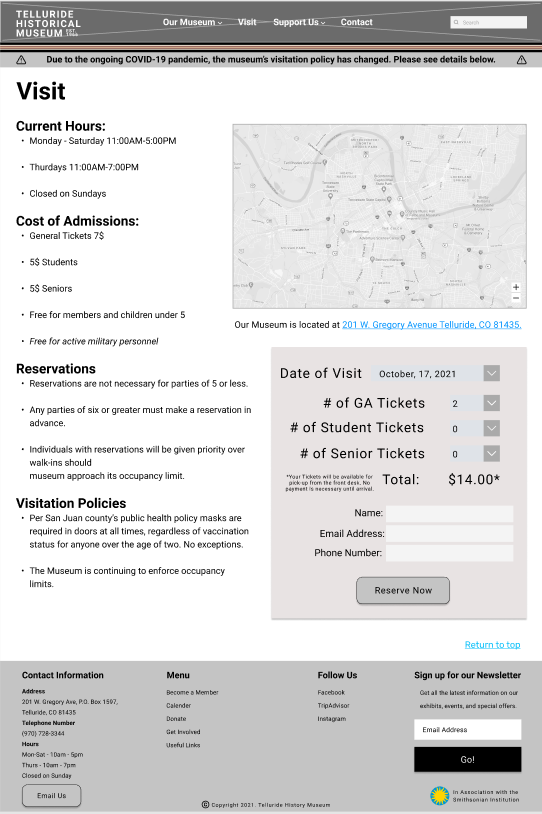 TELLURIDE
HISTORICAL
MUSEUM
Our Museum
Visit
Support Us
Contact
Search
Due to the ongoing COVID-19 pandemic, the museum's visitation policy has changed. Please see details below.
Visit
Current Hours:
• Monday - Saturday 11:00AM-5:00PM
• Thurdays 11:00AM-7:00PM
• Closed on Sundays
Cost of Admissions:
• General Tickets 7$
• 5$ Students
• 5$ Seniors
• Free for members and children under 5
• Free for active military personnel
Reservations
• Reservations are not necessary for parties of 5 or less.
• Any parties of six or greater must make a reservation in
advance.
• Individuals with reservations will be given priority over
walk-ins should
museum approach its occupancy limit.
Visitation Policies
• Per San Juan county's public health policy masks are
required in doors at all times, regardless of vaccination
status for anyone over the age of two. No exceptions.
• The Museum is continuing to enforce occupancy
limits.
+
−
Our Museum is located at 201 W. Gregory Avenue Telluride, CO 81435.
Date of Visit October, 17, 2021
# of GA Tickets 2
# of Student Tickets 0
# of Senior Tickets 0
*Your Tickets will be available for
pick-up from the front desk. No
payment is necessary until arrival.
Total: $14.00*
Name:
Email Address:
Phone Number:
Reserve Now
Return to top
Contact Information
Address
201 W. Gregory Ave, P.O. Box 1597,
Telluride, CO 81435
Telephone Number
(970) 728-3344
Hours
Mon-Sat - 10am - 5pm
Thurs - 10am - 7pm
Closed on Sunday
Email Us
Menu
Become a Member
Calender
Donate
Get Involved
Useful Links
Follow Us
Facebook
TripAdvisor
Instagram
Sign up for our Newsletter
Get all the latest information on our
exhibits, events, and special offers.
Email Address
Go!
In Association with the
Smithsonian Institution
© Copyright 2021. Telluride History Museum